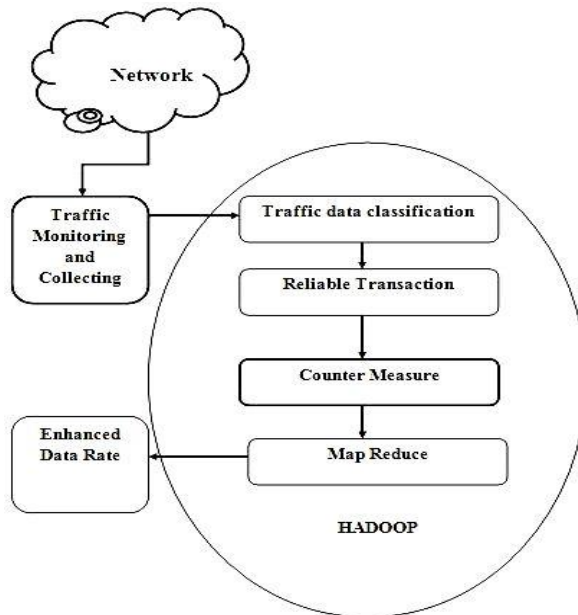 Network
Traffic
Monitoring
and
Collecting
Traffic data classification
Reliable Transaction
Counter Measure
Map Reduce
Enhanced
Data Rate
HADOOP